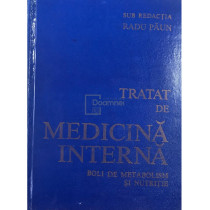 SUB REDACȚIA
RADU PĂUN
TRATAT
DE
MEDICINĂ
INTERNĂ
BOLI DE METABOLISM
ȘI NUTRIȚIE